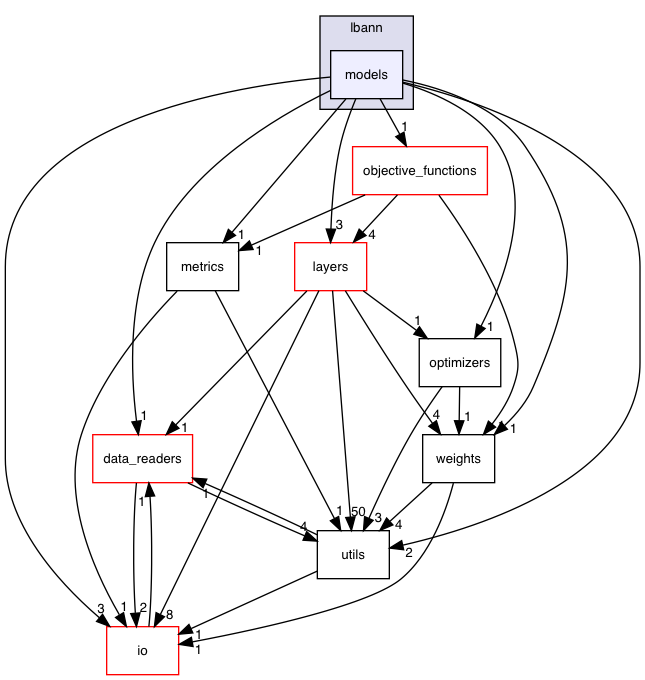 lbann
models
1
objective_functions
1
1
3
4
metrics
layers
1
1
optimizers
1
1
4
1
1
data_readers
weights
1
1
4
1
50
3
4
utils
2
3
1
2
8
1
1
io